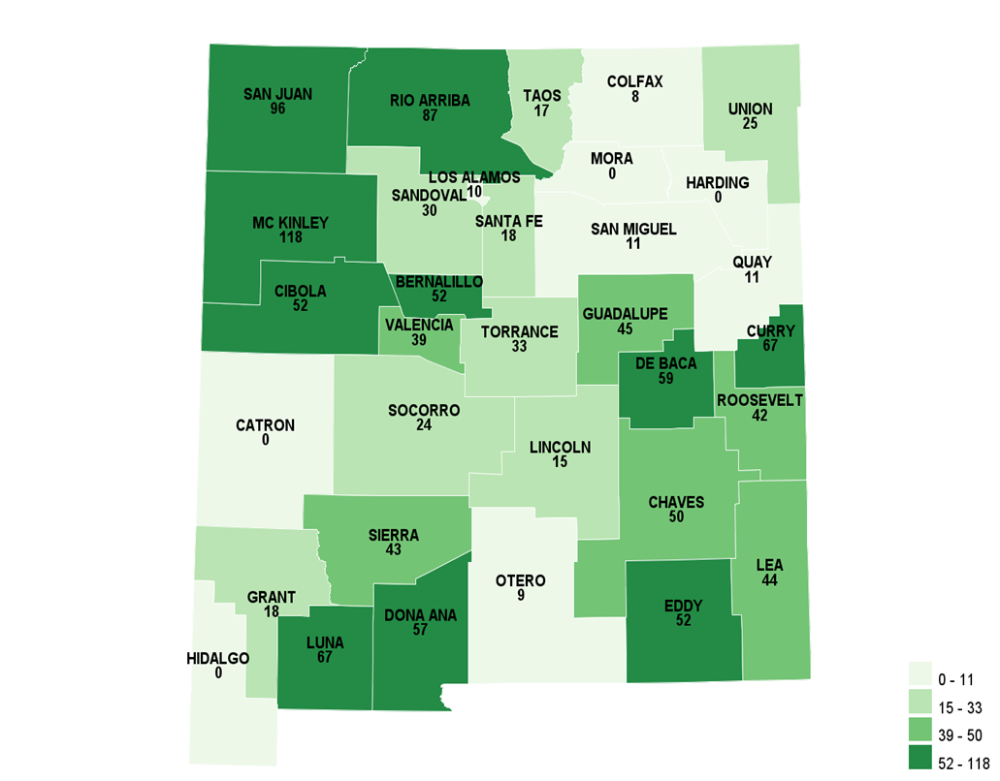 SAN JUAN
96
RIO ARRIBA
87
TAOS
17
COLFAX
8
UNION
25
MORA
0
HARDING
0
LOS ALAMOS
10
SANDOVAL
30
SANTA FE
18
SAN MIGUEL
11
MC KINLEY
118
QUAY
11
CIBOLA
52
BERNALILLO
52
VALENCIA
39
TORRANCE
33
GUADALUPE
45
CURRY
67
DE BACA
59
ROOSEVELT
42
CATRON
0
SOCORRO
24
LINCOLN
15
CHAVES
50
SIERRA
43
LEA
44
GRANT
18
OTERO
9
EDDY
52
DONA ANA
57
LUNA
67
HIDALGO
0
0 - 11
15 - 33
39 - 50
52 - 118